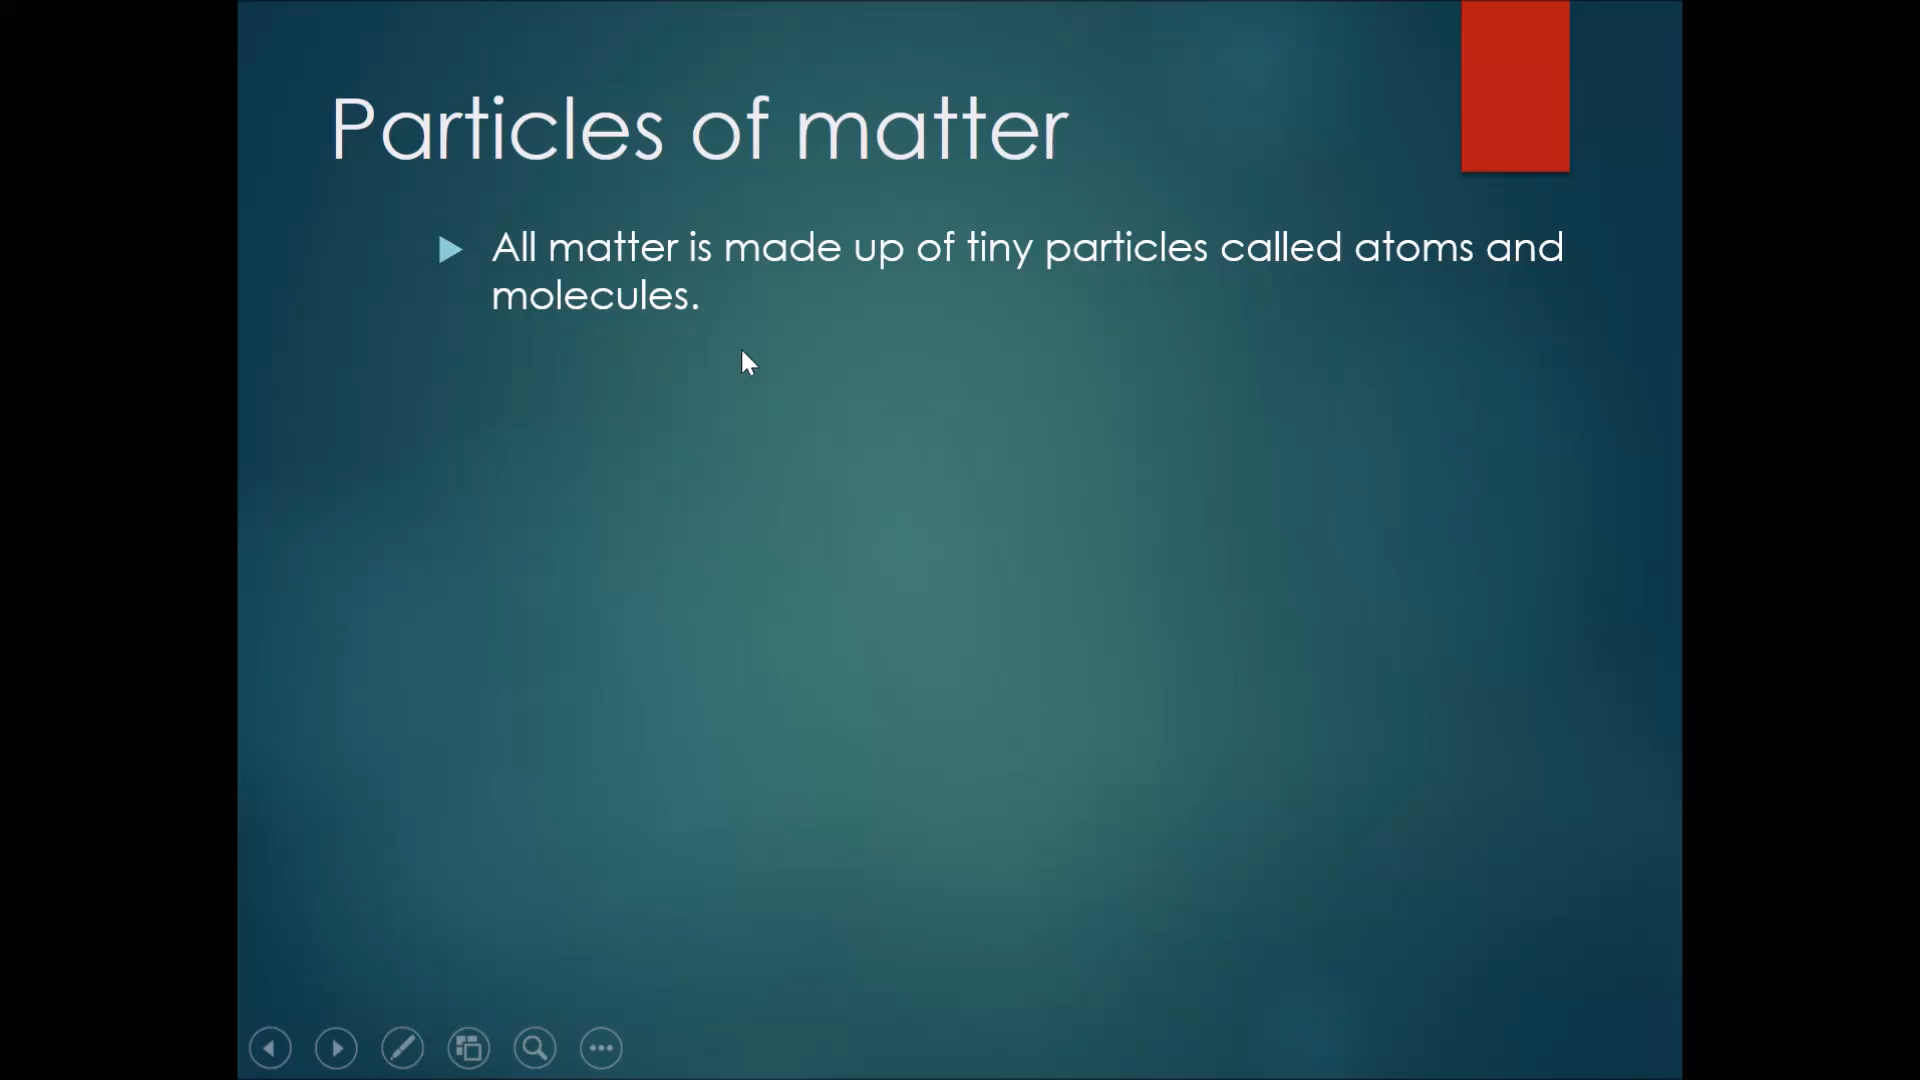 Particles of matter
All matter is made up of tiny particles called atoms and
molecules.